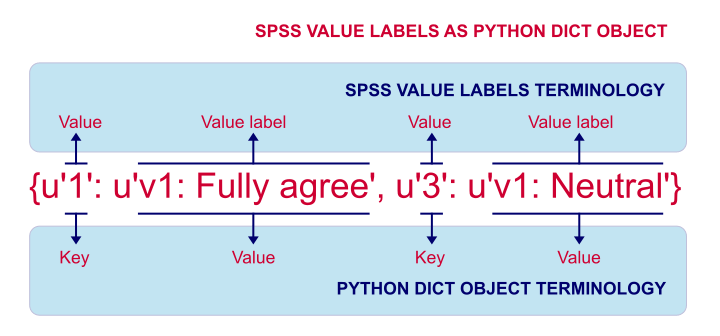 SPSS VALUE LABELS AS PYTHON DICT OBJECT
SPSS VALUE LABELS TERMINOLOGY
Value Value label Value Value label
{u'1': u'v1: Fully agree', u'3': u'v1: Neutral'}
Key Value Key Value
PYTHON DICT OBJECT TERMINOLOGY